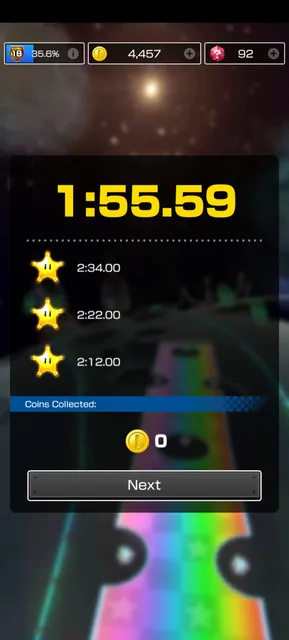 18 35.6% i 4,457 + 92 +
1:55.59
2:34.00
2:22.00
2:12.00
Coins Collected:
0
Next